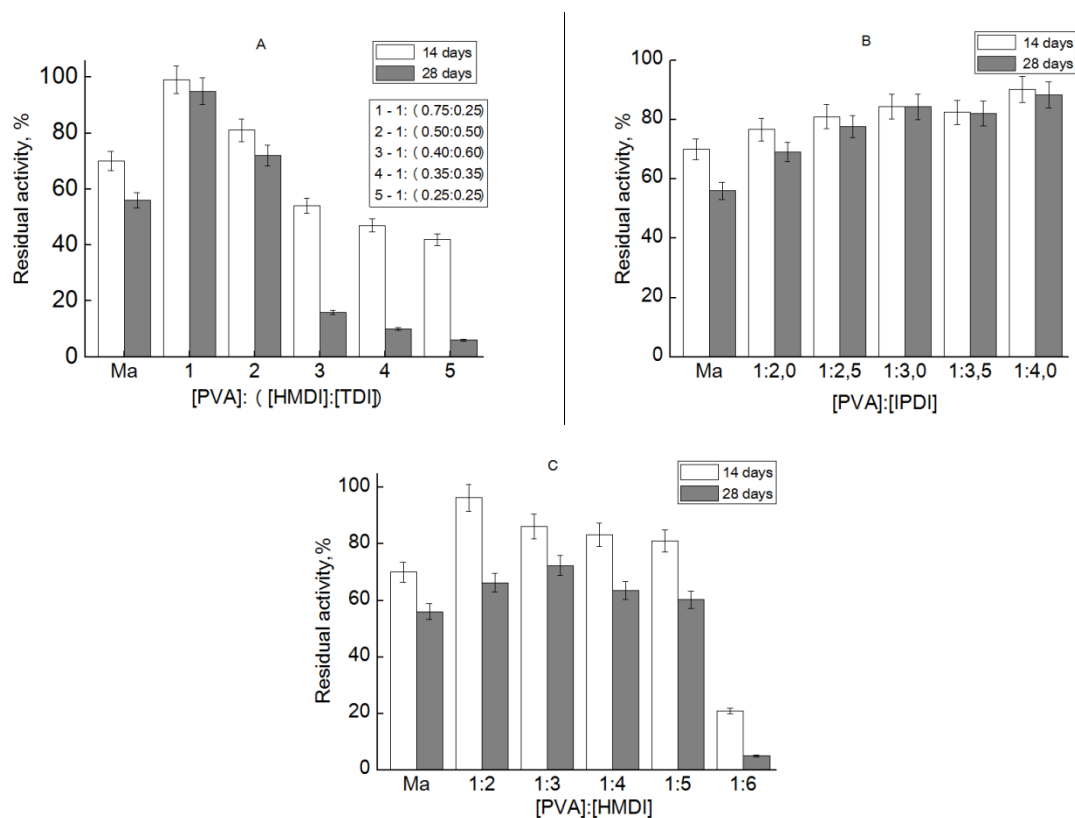 A
14 days
28 days
1 - 1: ( 0.75:0.25)
2 - 1: ( 0.50:0.50)
3 - 1: ( 0.40:0.60)
4 - 1: ( 0.35:0.35)
5 - 1: ( 0.25:0.25)
Residual activity, %
100
80
60
40
20
0
Ma 1 2 3 4 5
[PVA]: ( [HMDI]:[TDI])
B
14 days
28 days
Residual activity, %
100
80
60
40
20
0
Ma 1:2,0 1:2,5 1:3,0 1:3,5 1:4,0
[PVA]:[IPDI]
C
14 days
28 days
Residual activity,%
100
80
60
40
20
0
Ma 1:2 1:3 1:4 1:5 1:6
[PVA]:[HMDI]